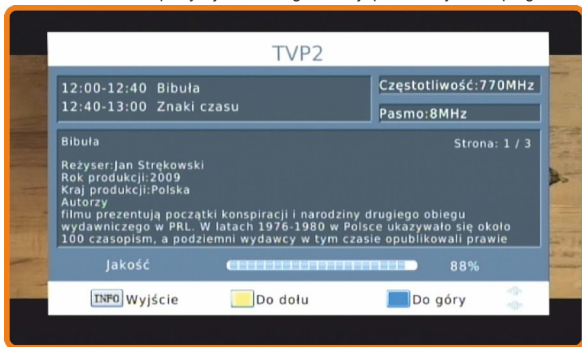 TVP2
12:00-12:40 Bibuła
12:40-13:00 Znaki czasu
Częstotliwość:770MHz
Pasmo:8MHz
Bibuła
Strona: 1 / 3
Reżyser:Jan Strękowski
Rok produkcji:2009
Kraj produkcji:Polska
Autorzy
filmu prezentują początki konspiracji i narodziny drugiego obiegu
wydawniczego w PRL. W latach 1976-1980 w Polsce ukazywało się około
100 czasopism, a podziemni wydawcy w tym czasie opublikowali prawie
Jakość 88%
INFO Wyjście Do dołu Do góry